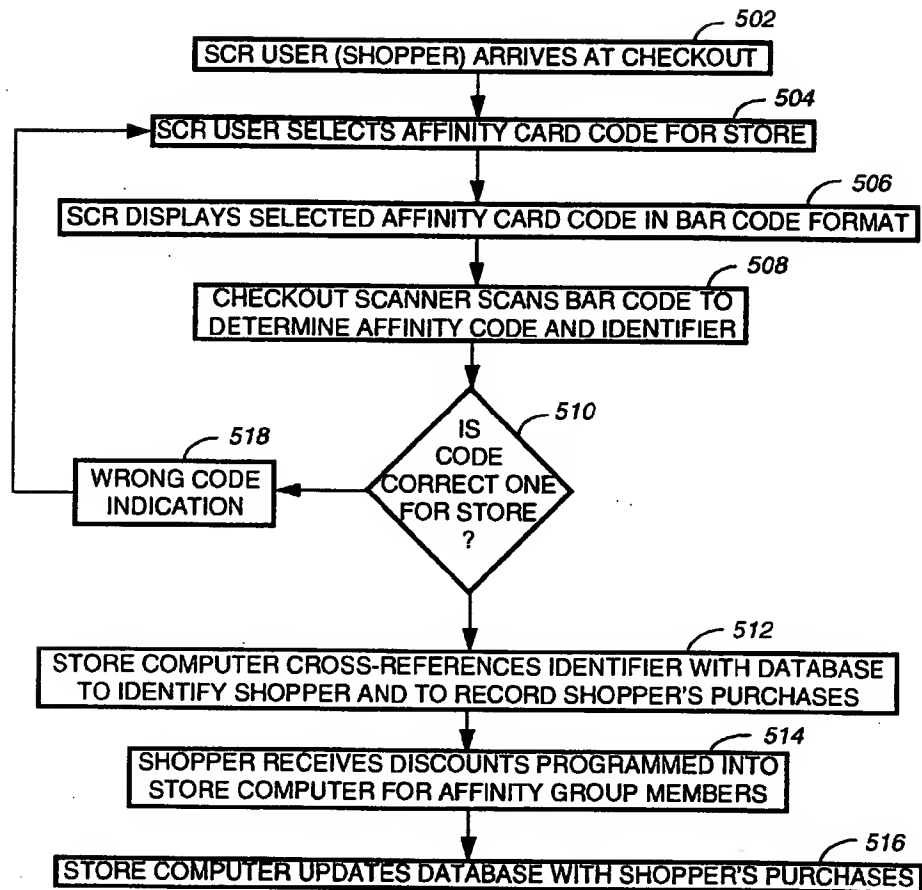 502
SCR USER (SHOPPER) ARRIVES AT CHECKOUT
504
SCR USER SELECTS AFFINITY CARD CODE FOR STORE
506
SCR DISPLAYS SELECTED AFFINITY CARD CODE IN BAR CODE FORMAT
508
CHECKOUT SCANNER SCANS BAR CODE TO
DETERMINE AFFINITY CODE AND IDENTIFIER
510
IS
CODE
CORRECT ONE
FOR STORE
?
518
WRONG CODE
INDICATION
512
STORE COMPUTER CROSS-REFERENCES IDENTIFIER WITH DATABASE
TO IDENTIFY SHOPPER AND TO RECORD SHOPPER'S PURCHASES
514
SHOPPER RECEIVES DISCOUNTS PROGRAMMED INTO
STORE COMPUTER FOR AFFINITY GROUP MEMBERS
516
STORE COMPUTER UPDATES DATABASE WITH SHOPPER'S PURCHASES